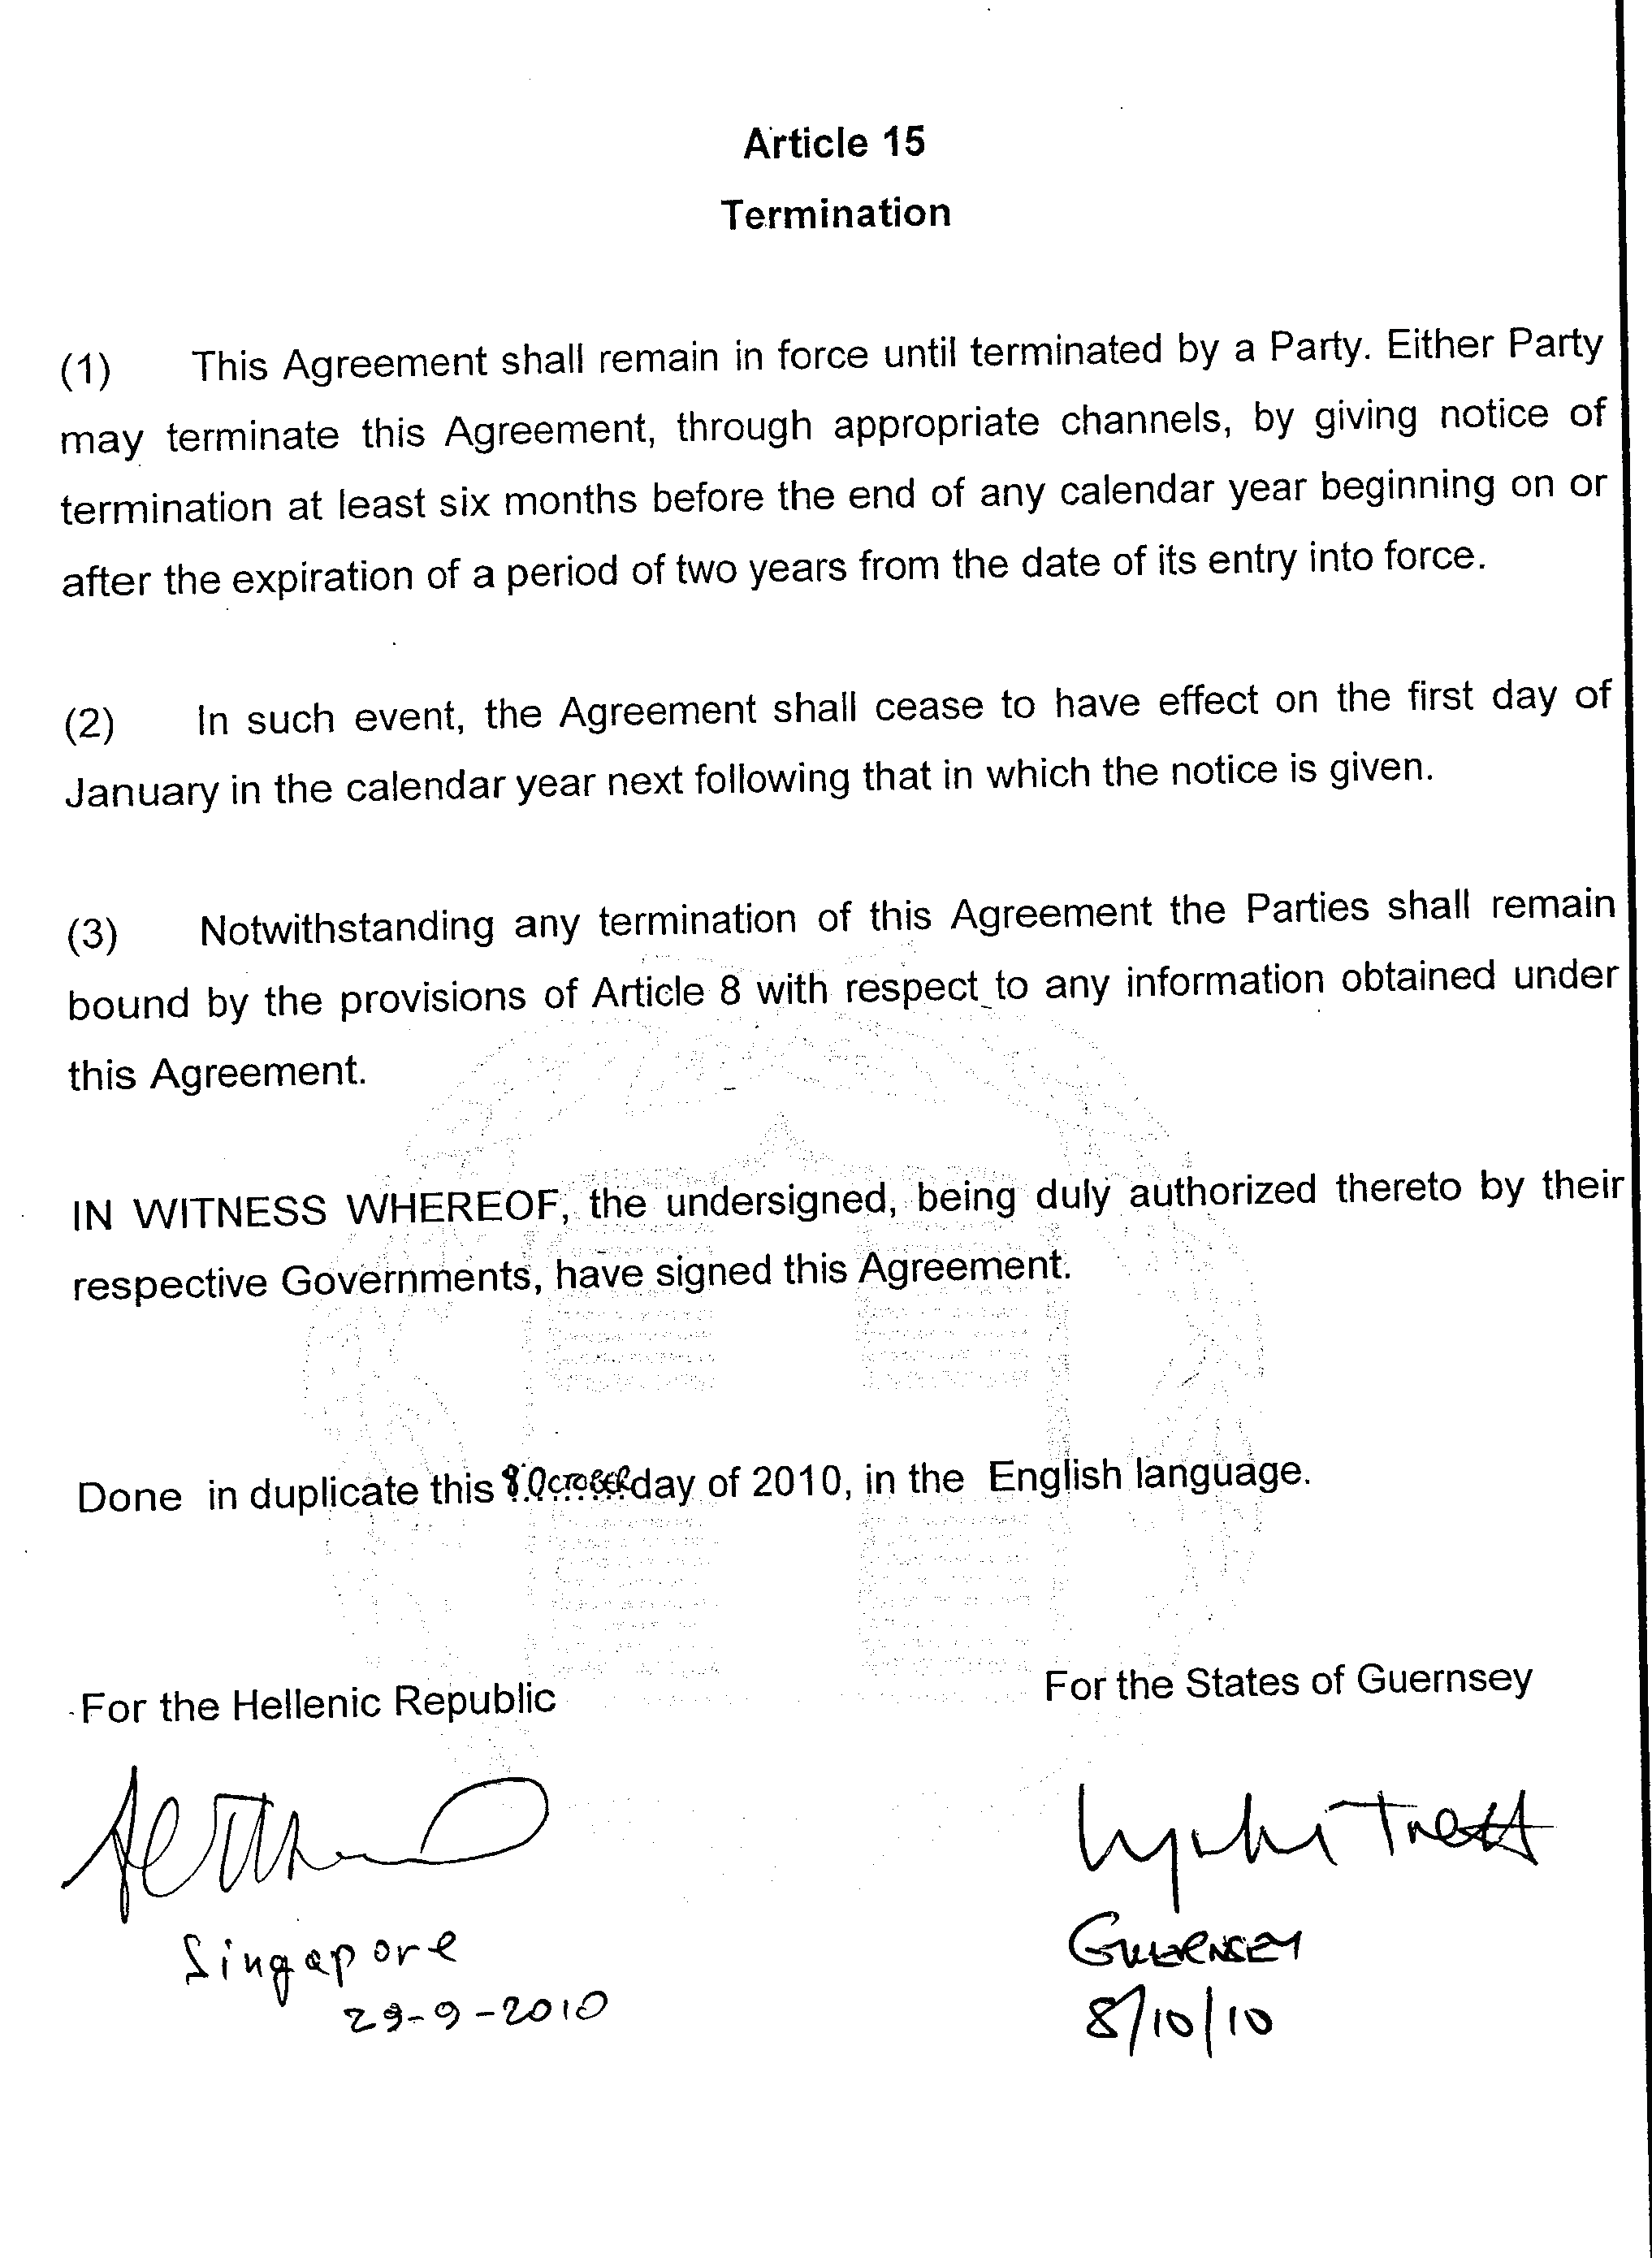 Article 15
Termination
(1) This Agreement shall remain in force until terminated by a Party. Either Party
may terminate this Agreement, through appropriate channels, by giving notice of
termination at least six months before the end of any calendar year beginning on or
after the expiration of a period of two years from the date of its entry into force.
(2) In such event, the Agreement shall cease to have effect on the first day of
January in the calendar year next following that in which the notice is given.
(3) Notwithstanding any termination of this Agreement the Parties shall remain
bound by the provisions of Article 8 with respect to any information obtained under
this Agreement.
IN WITNESS WHEREOF, the undersigned, being duly authorized thereto by their
respective Governments, have signed this Agreement.
Done in duplicate this 8 October day of 2010, in the English language.
For the Hellenic Republic
For the States of Guernsey
Singapore
29-9-2010
GUERNSEY
8/10/10